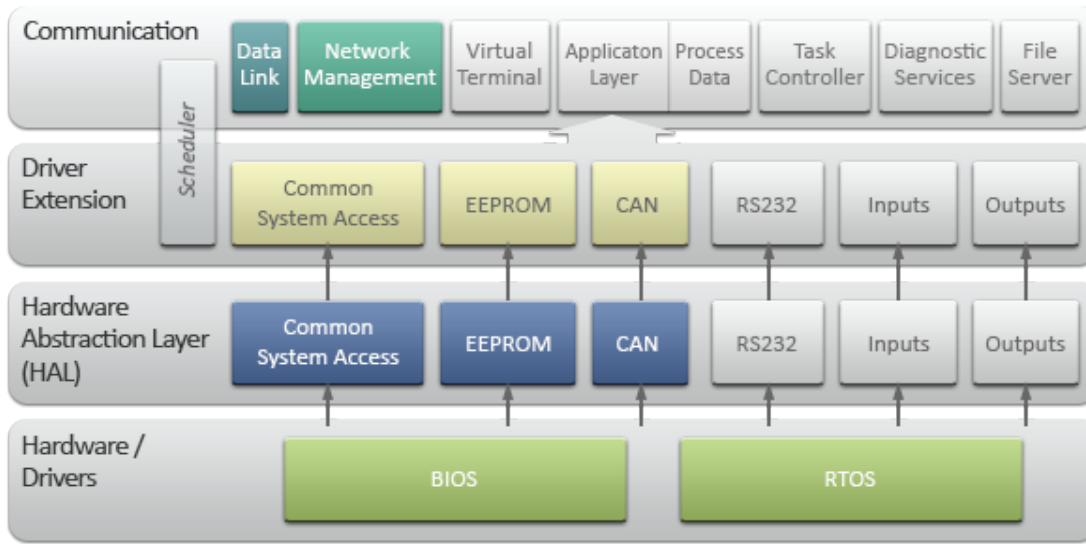 Communication
Data
Link
Network
Management
Virtual
Terminal
Applicaton
Layer
Process
Data
Task
Controller
Diagnostic
Services
File
Server
Scheduler
Driver
Extension
Common
System Access
EEPROM
CAN
RS232
Inputs
Outputs
Hardware
Abstraction Layer
(HAL)
Common
System Access
EEPROM
CAN
RS232
Inputs
Outputs
Hardware /
Drivers
BIOS
RTOS